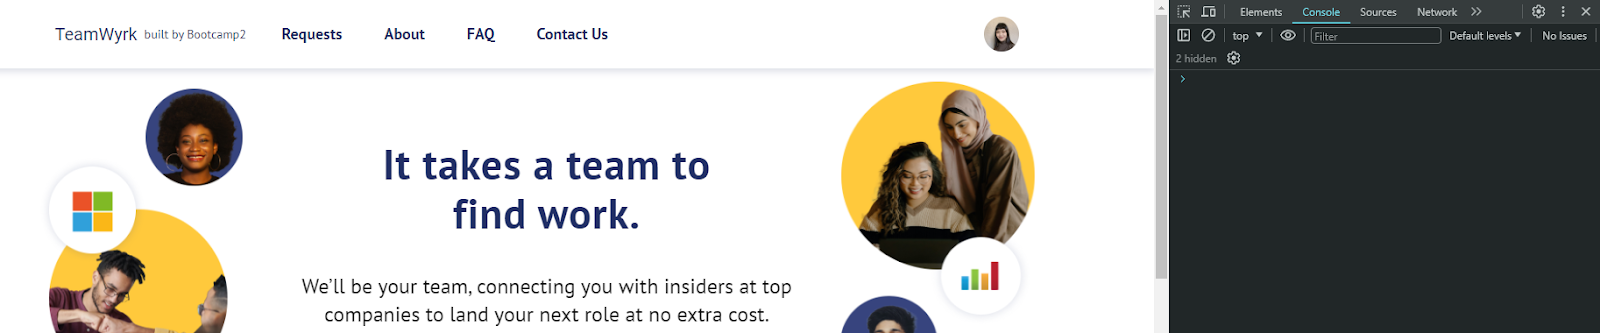 TeamWyrk built by Bootcamp2 Requests About FAQ Contact Us
It takes a team to
find work.
We’ll be your team, connecting you with insiders at top
companies to land your next role at no extra cost.
Elements Console Sources Network
top Filter Default levels No Issues
2 hidden